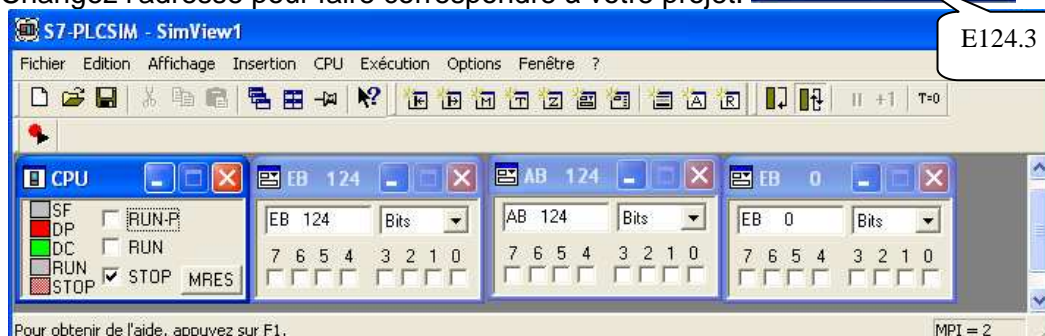 Changez l'adresse pour faire correspondre à votre projet.
E124.3
S7-PLCSIM - SimView1
Fichier Edition Affichage Insertion CPU Exécution Options Fenêtre ?
+1 T=0
CPU
SF
DP
DC
RUN
STOP
RUN-P
RUN
STOP
MRES
EB 124
EB 124 Bits
7 6 5 4 3 2 1 0
AB 124
AB 124 Bits
7 6 5 4 3 2 1 0
EB 0
EB 0 Bits
7 6 5 4 3 2 1 0
Pour obtenir de l'aide, appuyez sur F1. MPI = 2